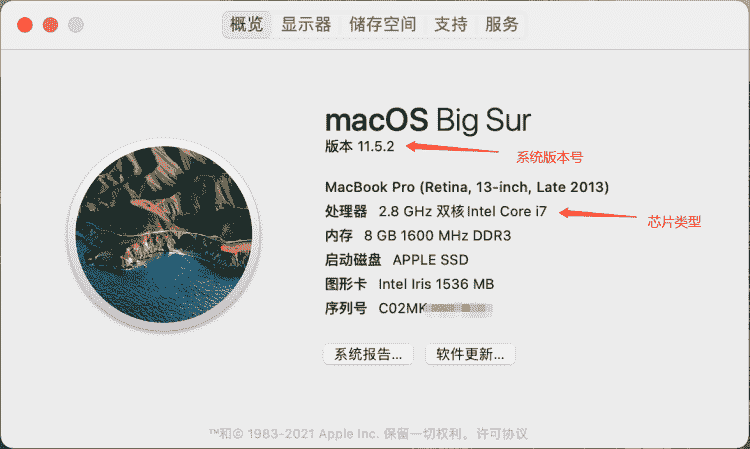 概览 显示器 储存空间 支持 服务
macOS Big Sur
版本 11.5.2
系统版本号
MacBook Pro (Retina, 13-inch, Late 2013)
处理器 2.8 GHz 双核Intel Core i7
芯片类型
内存 8 GB 1600 MHz DDR3
启动磁盘 APPLE SSD
图形卡 Intel Iris 1536 MB
序列号 C02MK
系统报告... 软件更新...
™和© 1983-2021 Apple Inc. 保留一切权利。许可协议